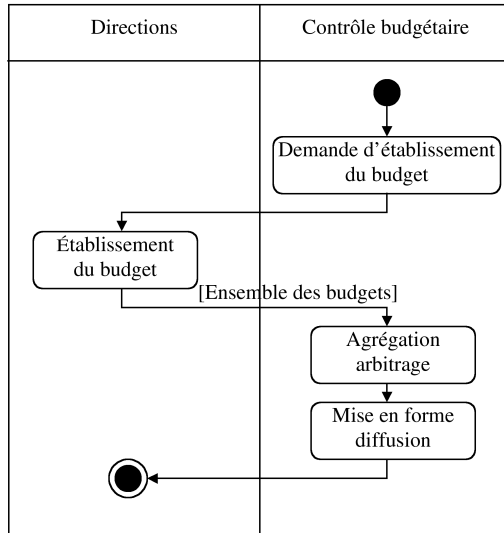 Directions
Contrôle budgétaire
Demande d'établissement
du budget
Établissement
du budget
[Ensemble des budgets]
Agrégation
arbitrage
Mise en forme
diffusion